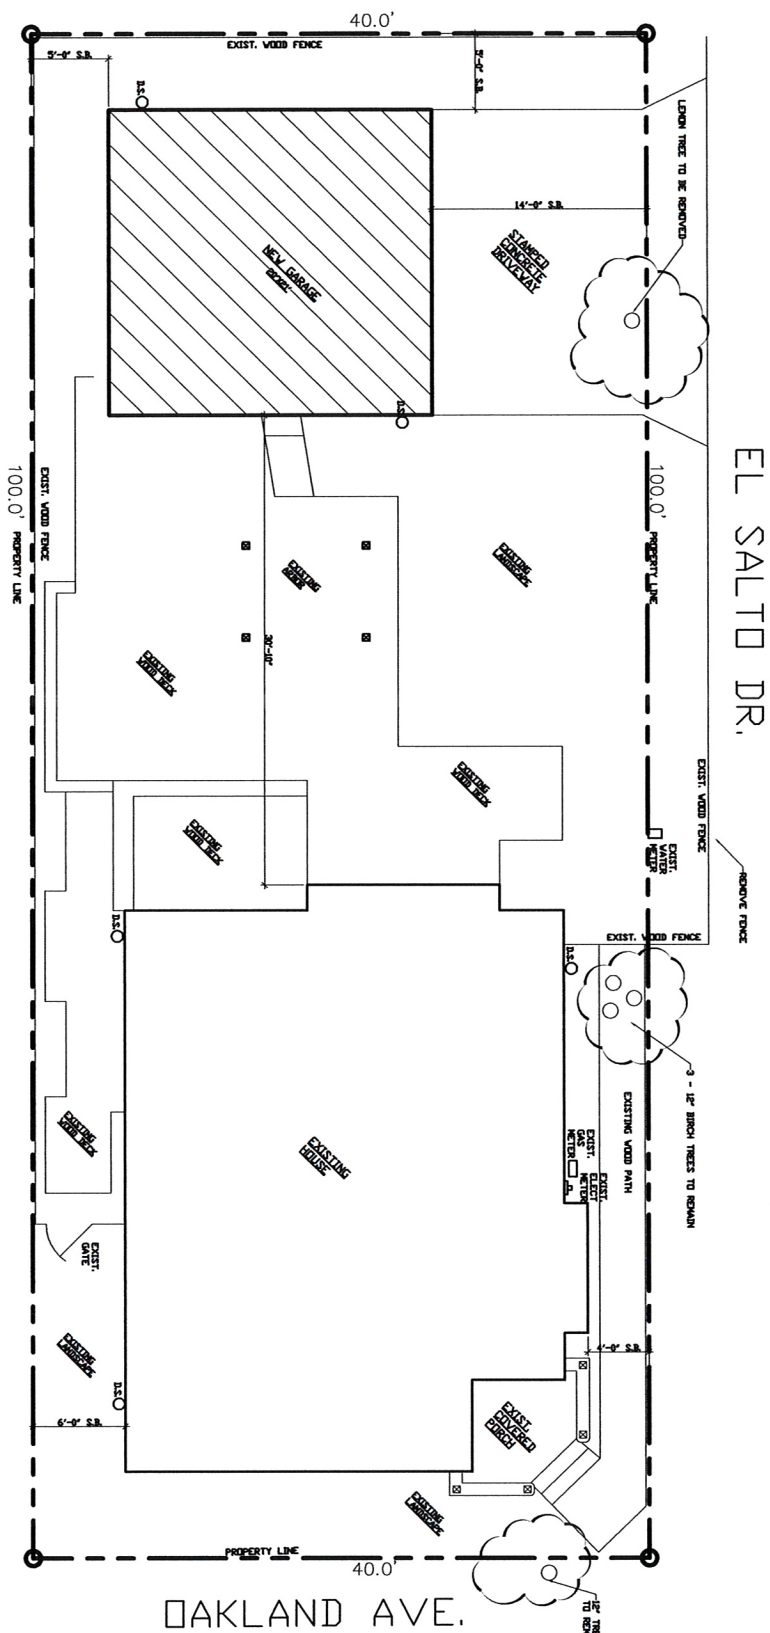 40.0'
EXIST. WOOD FENCE
5'-0" S.B.
5'-0" S.B.
D.S.
LEMON TREE TO BE REMOVED
14'-0" S.B.
STAMPED
CONCRETE
DRIVEWAY
NEW GARAGE
D.S.
EL SALTO DR.
100.0'
PROPERTY LINE
EXIST. WOOD FENCE
100.0'
PROPERTY LINE
EXISTING
ARBOR
EXISTING
LANDSCAPE
30'-10"
EXISTING
WOOD DECK
EXISTING
WOOD DECK
EXISTING
WOOD DECK
EXIST. WOOD FENCE
EXIST.
WATER
METER
REMOVE FENCE
EXIST. WOOD FENCE
D.S.
D.S.
3 - 12" BIRCH TREES TO REMAIN
EXISTING WOOD PATH
EXISTING
HOUSE
EXIST.
GAS
METER
EXIST.
ELECT
METER
EXISTING
WOOD DECK
EXIST.
GATE
EXISTING
LANDSCAPE
4'-0" S.B.
D.S.
6'-0" S.B.
EXIST.
COVERED
PORCH
EXISTING
LANDSCAPE
PROPERTY LINE
40.0'
12"
TO
OAKLAND AVE.